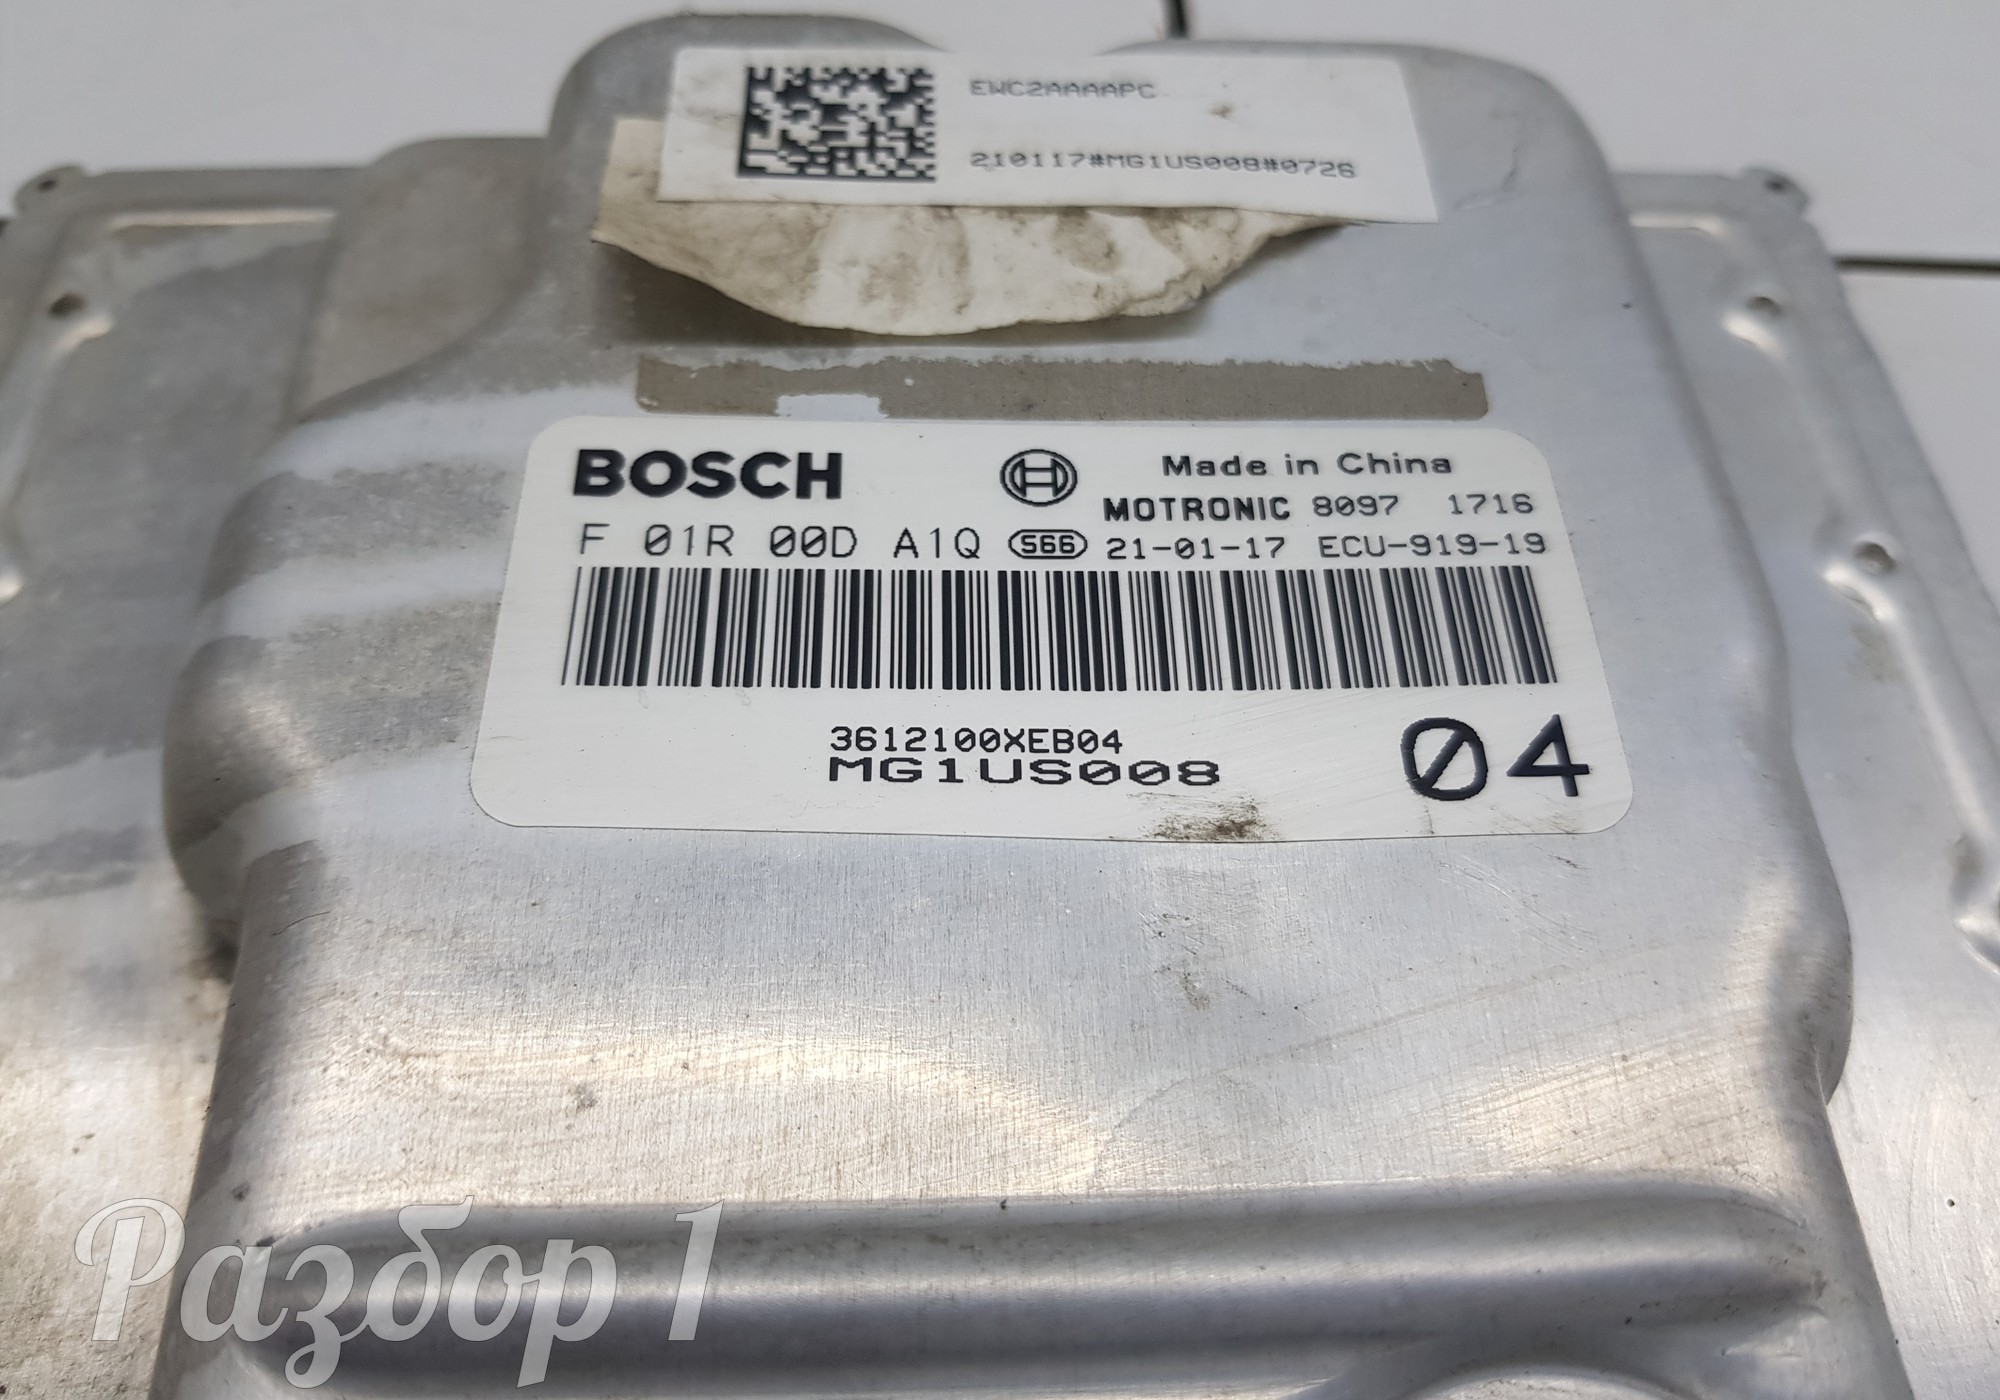 EWC2AAAAPC
210117#MG1US008#0726
BOSCH
Made in China
MOTRONIC 8097 1716
F 01R 00D A1Q S66 21-01-17 ECU-919-19
3612100XEB04
MG1US008
04
Разбор 1